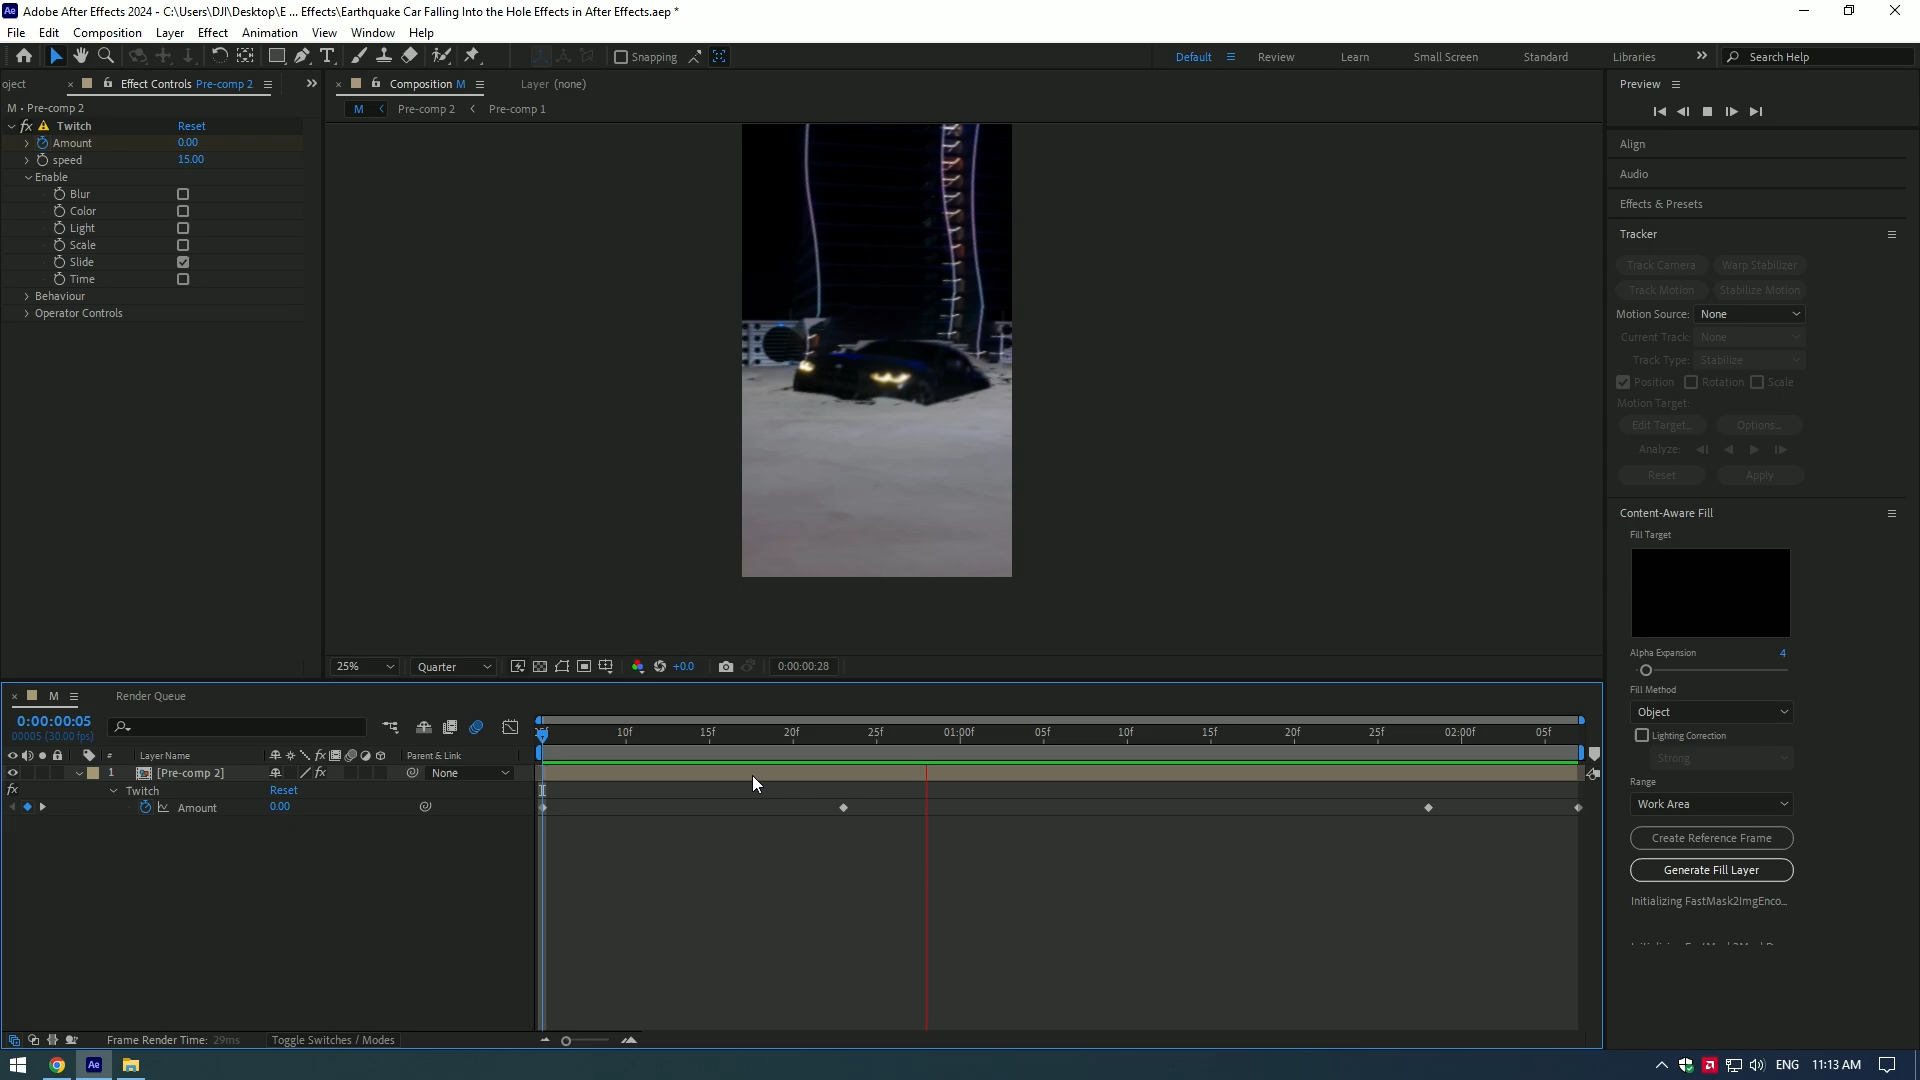 Ae Adobe After Effects 2024 - C:\Users\DJI\Desktop\E ... Effects\Earthquake Car Falling Into the Hole Effects in After Effects.aep *
File Edit Composition Layer Effect Animation View Window Help
Snapping
Default Review Learn Small Screen Standard Libraries Search Help
oject Effect Controls Pre-comp 2
Composition M Layer (none)
M • Pre-comp 2
M Pre-comp 2 Pre-comp 1
fx Twitch Reset
Amount 0.00
speed 15.00
Enable
Blur
Color
Light
Scale
Slide
Time
Behaviour
Operator Controls
25% Quarter +0.0 0:00:00:28
Preview
Align
Audio
Effects & Presets
Tracker
Track Camera Warp Stabilizer
Track Motion Stabilize Motion
Motion Source: None
Current Track: None
Track Type: Stabilize
Position Rotation Scale
Motion Target:
Edit Target... Options...
Analyze:
Reset Apply
Content-Aware Fill
Fill Target
Alpha Expansion 4
Fill Method
Object
Lighting Correction
Strong
Range
Work Area
Create Reference Frame
Generate Fill Layer
Initializing FastMask2ImgEnco...
M Render Queue
0:00:00:05
00005 (30.00 fps)
# Layer Name fx Parent & Link
10f 15f 20f 25f 01:00f 05f 10f 15f 20f 25f 02:00f 05f
1 [Pre-comp 2] fx None
fx Twitch Reset
Amount 0.00
Frame Render Time: 29ms Toggle Switches / Modes
Ae ENG 11:13 AM